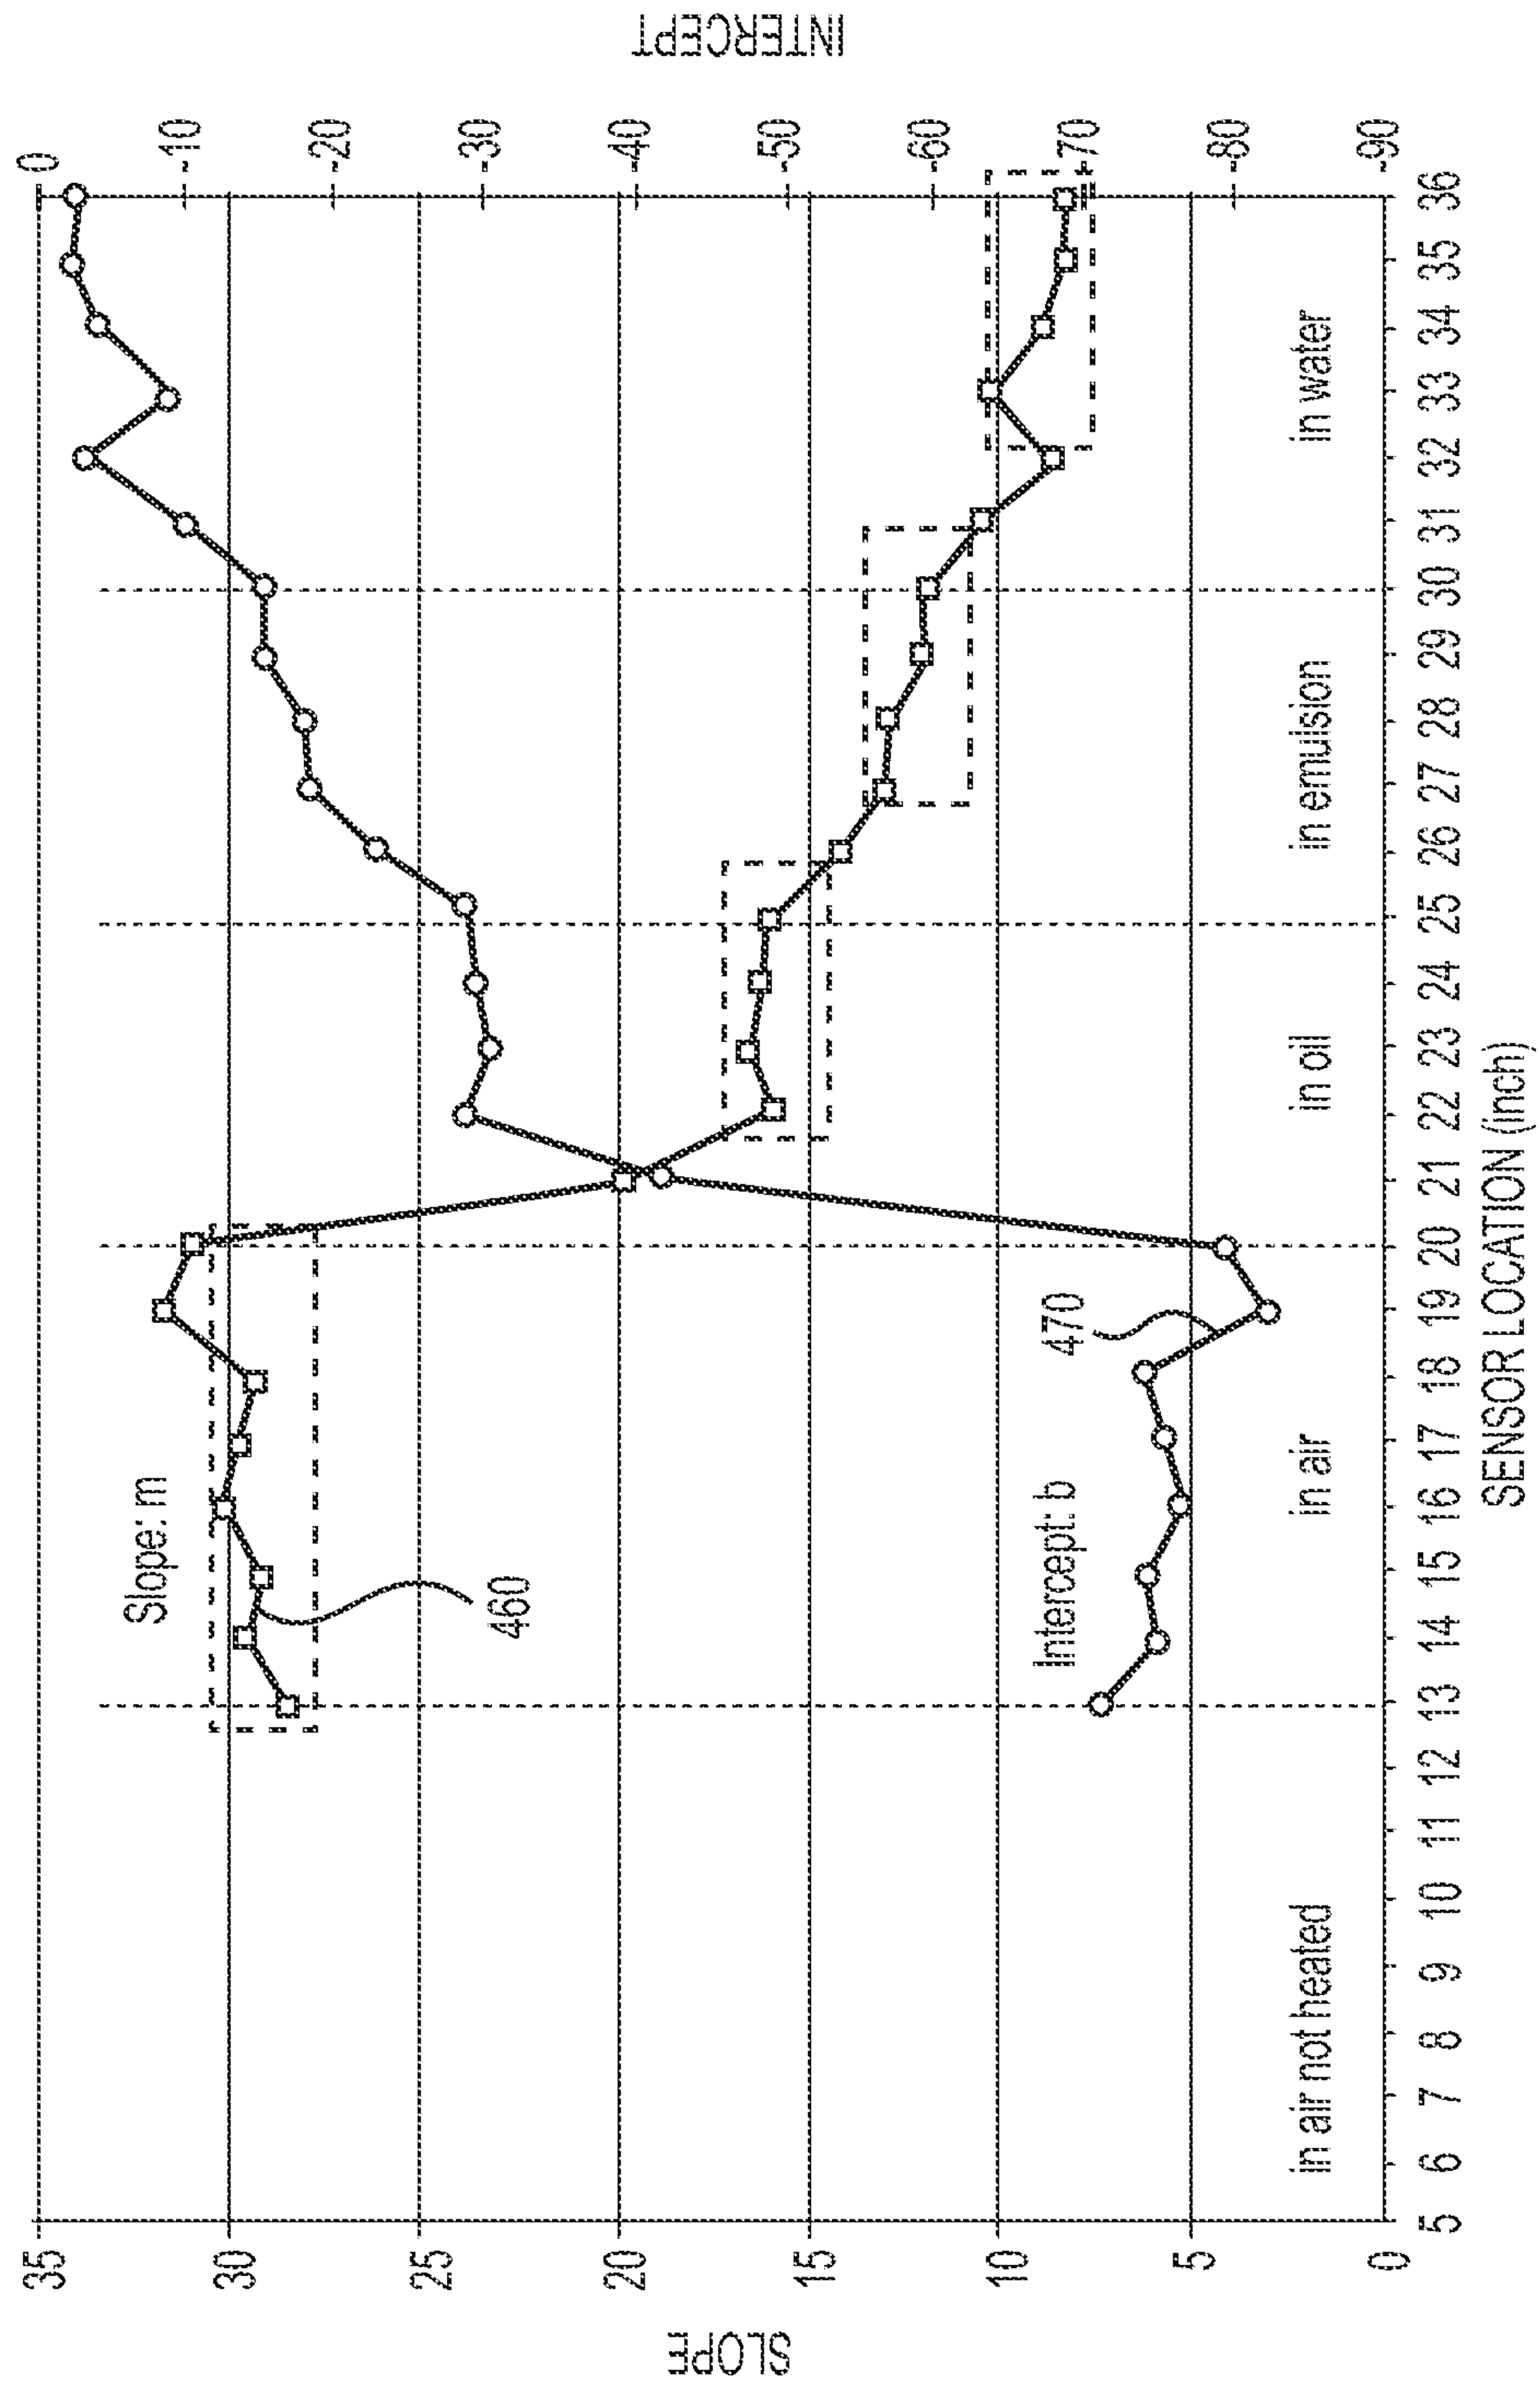 SLOPE
35
30
25
20
15
10
5
0
INTERCEPT
0
-10
-20
-30
-40
-50
-60
-70
-80
-90
Slope: m
460
Intercept: b
470
in air not heated
in air
in oil
in emulsion
in water
5 6 7 8 9 10 11 12 13 14 15 16 17 18 19 20 21 22 23 24 25 26 27 28 29 30 31 32 33 34 35 36
SENSOR LOCATION (inch)